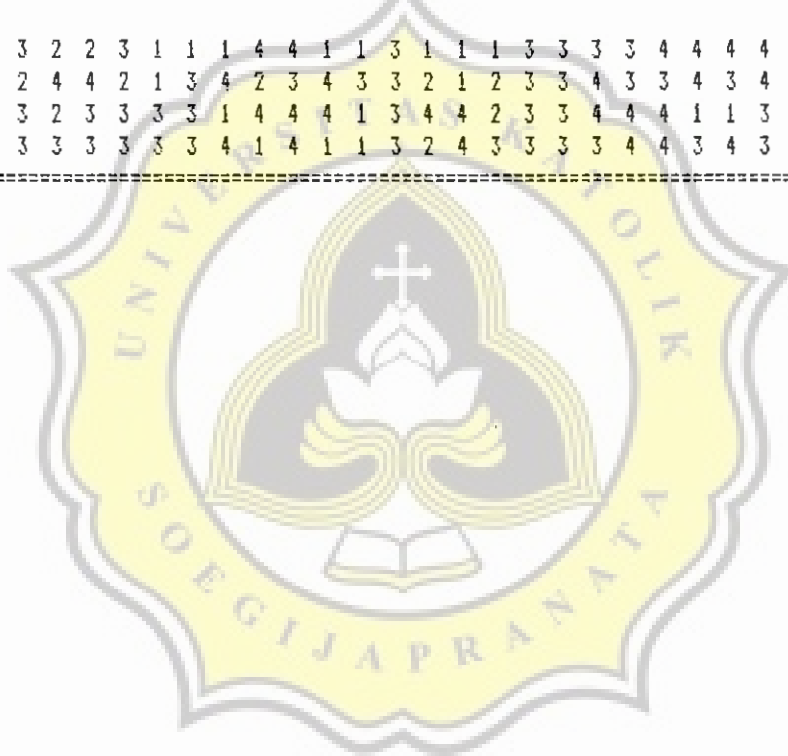 3 2 2 3 1 1 1 4 4 1 1 3 1 1 1 3 3 3 3 4 4 4 4
2 4 4 2 1 3 4 2 3 4 3 3 2 1 2 3 3 4 3 3 4 3 4
3 2 3 3 3 3 1 4 4 4 1 3 4 4 2 3 3 4 4 4 1 1 3
3 3 3 3 3 3 4 1 4 1 1 3 2 4 3 3 3 3 4 4 3 4 3
UNIVERSITAS KATOLIK
SOEGIJAPRANATA